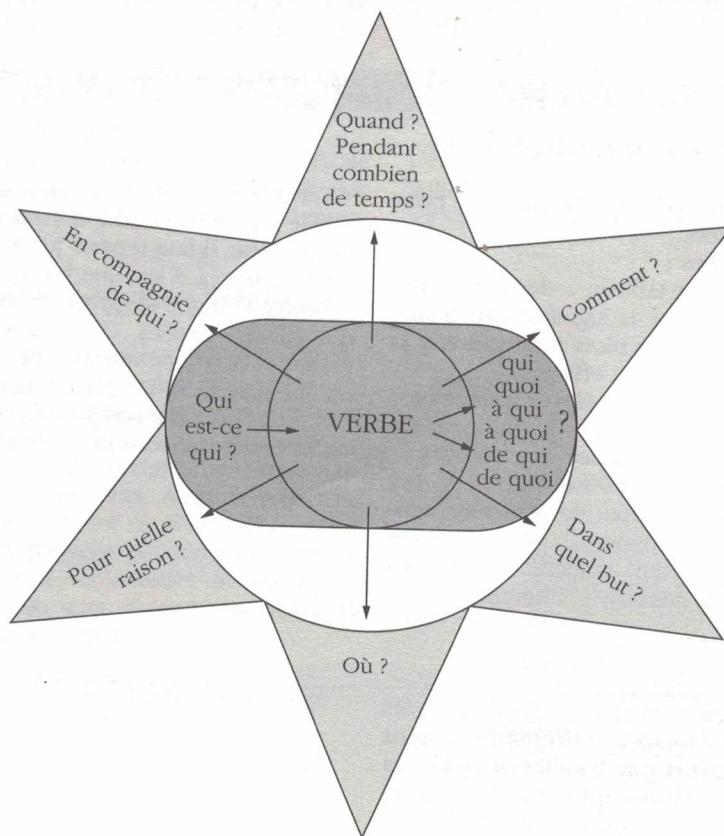 Quand ?
Pendant
combien
de temps ?
En compagnie
de qui ?
Comment ?
Qui
est-ce
qui ?
VERBE
qui
quoi
à qui
à quoi
de qui
de quoi
?
Pour quelle
raison ?
Dans
quel but ?
Où ?